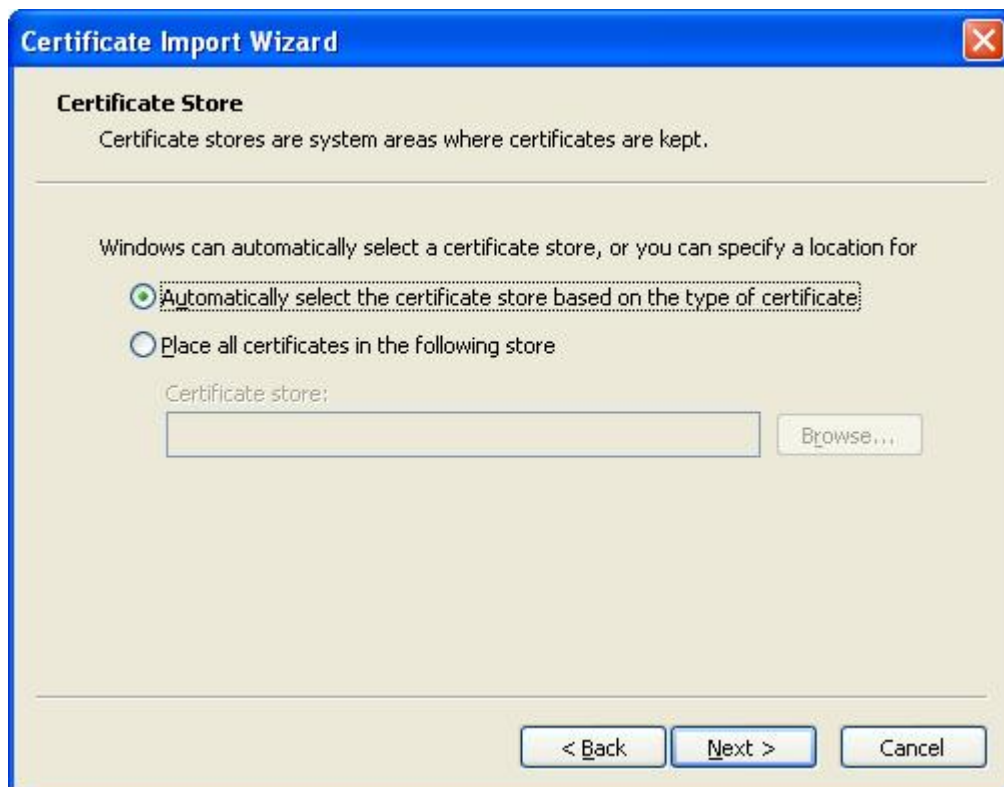 Certificate Import Wizard
Certificate Store
Certificate stores are system areas where certificates are kept.
Windows can automatically select a certificate store, or you can specify a location for
Automatically select the certificate store based on the type of certificate
Place all certificates in the following store
Certificate store:
Browse...
< Back Next > Cancel